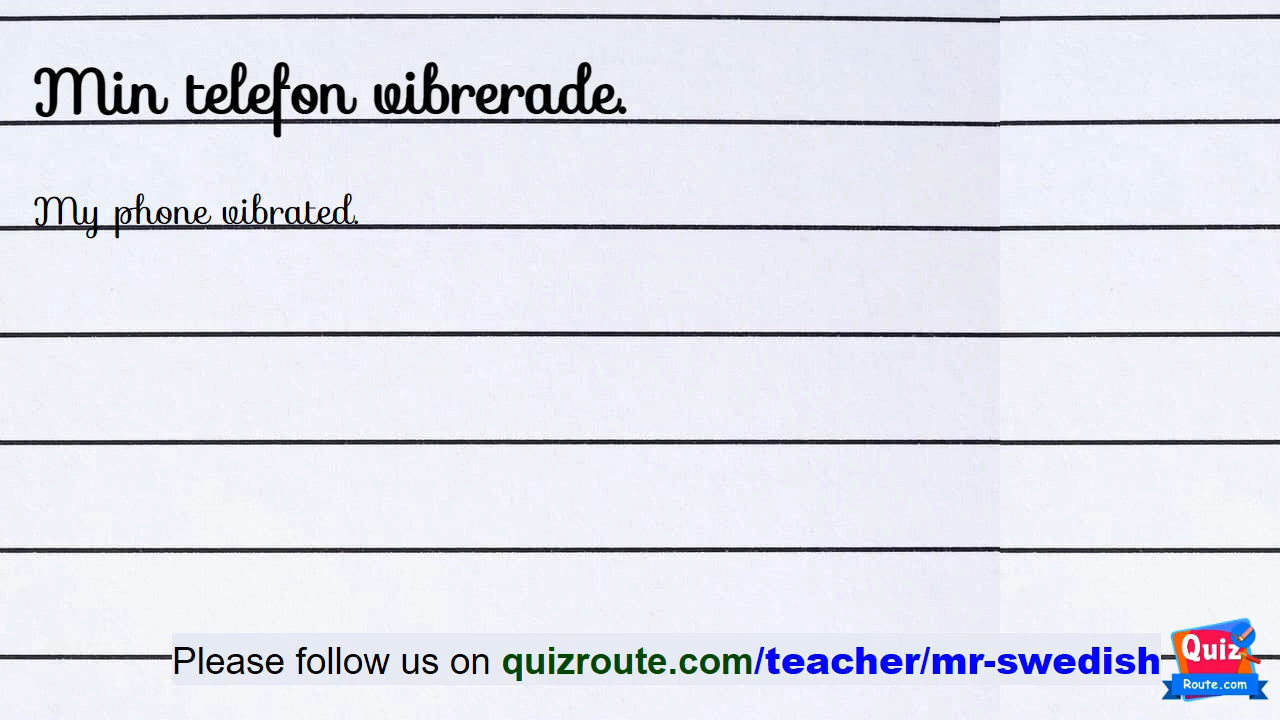 Min telefon vibrerade.
My phone vibrated.
Please follow us on quizroute.com/teacher/mr-swedish
Quiz
Route.com